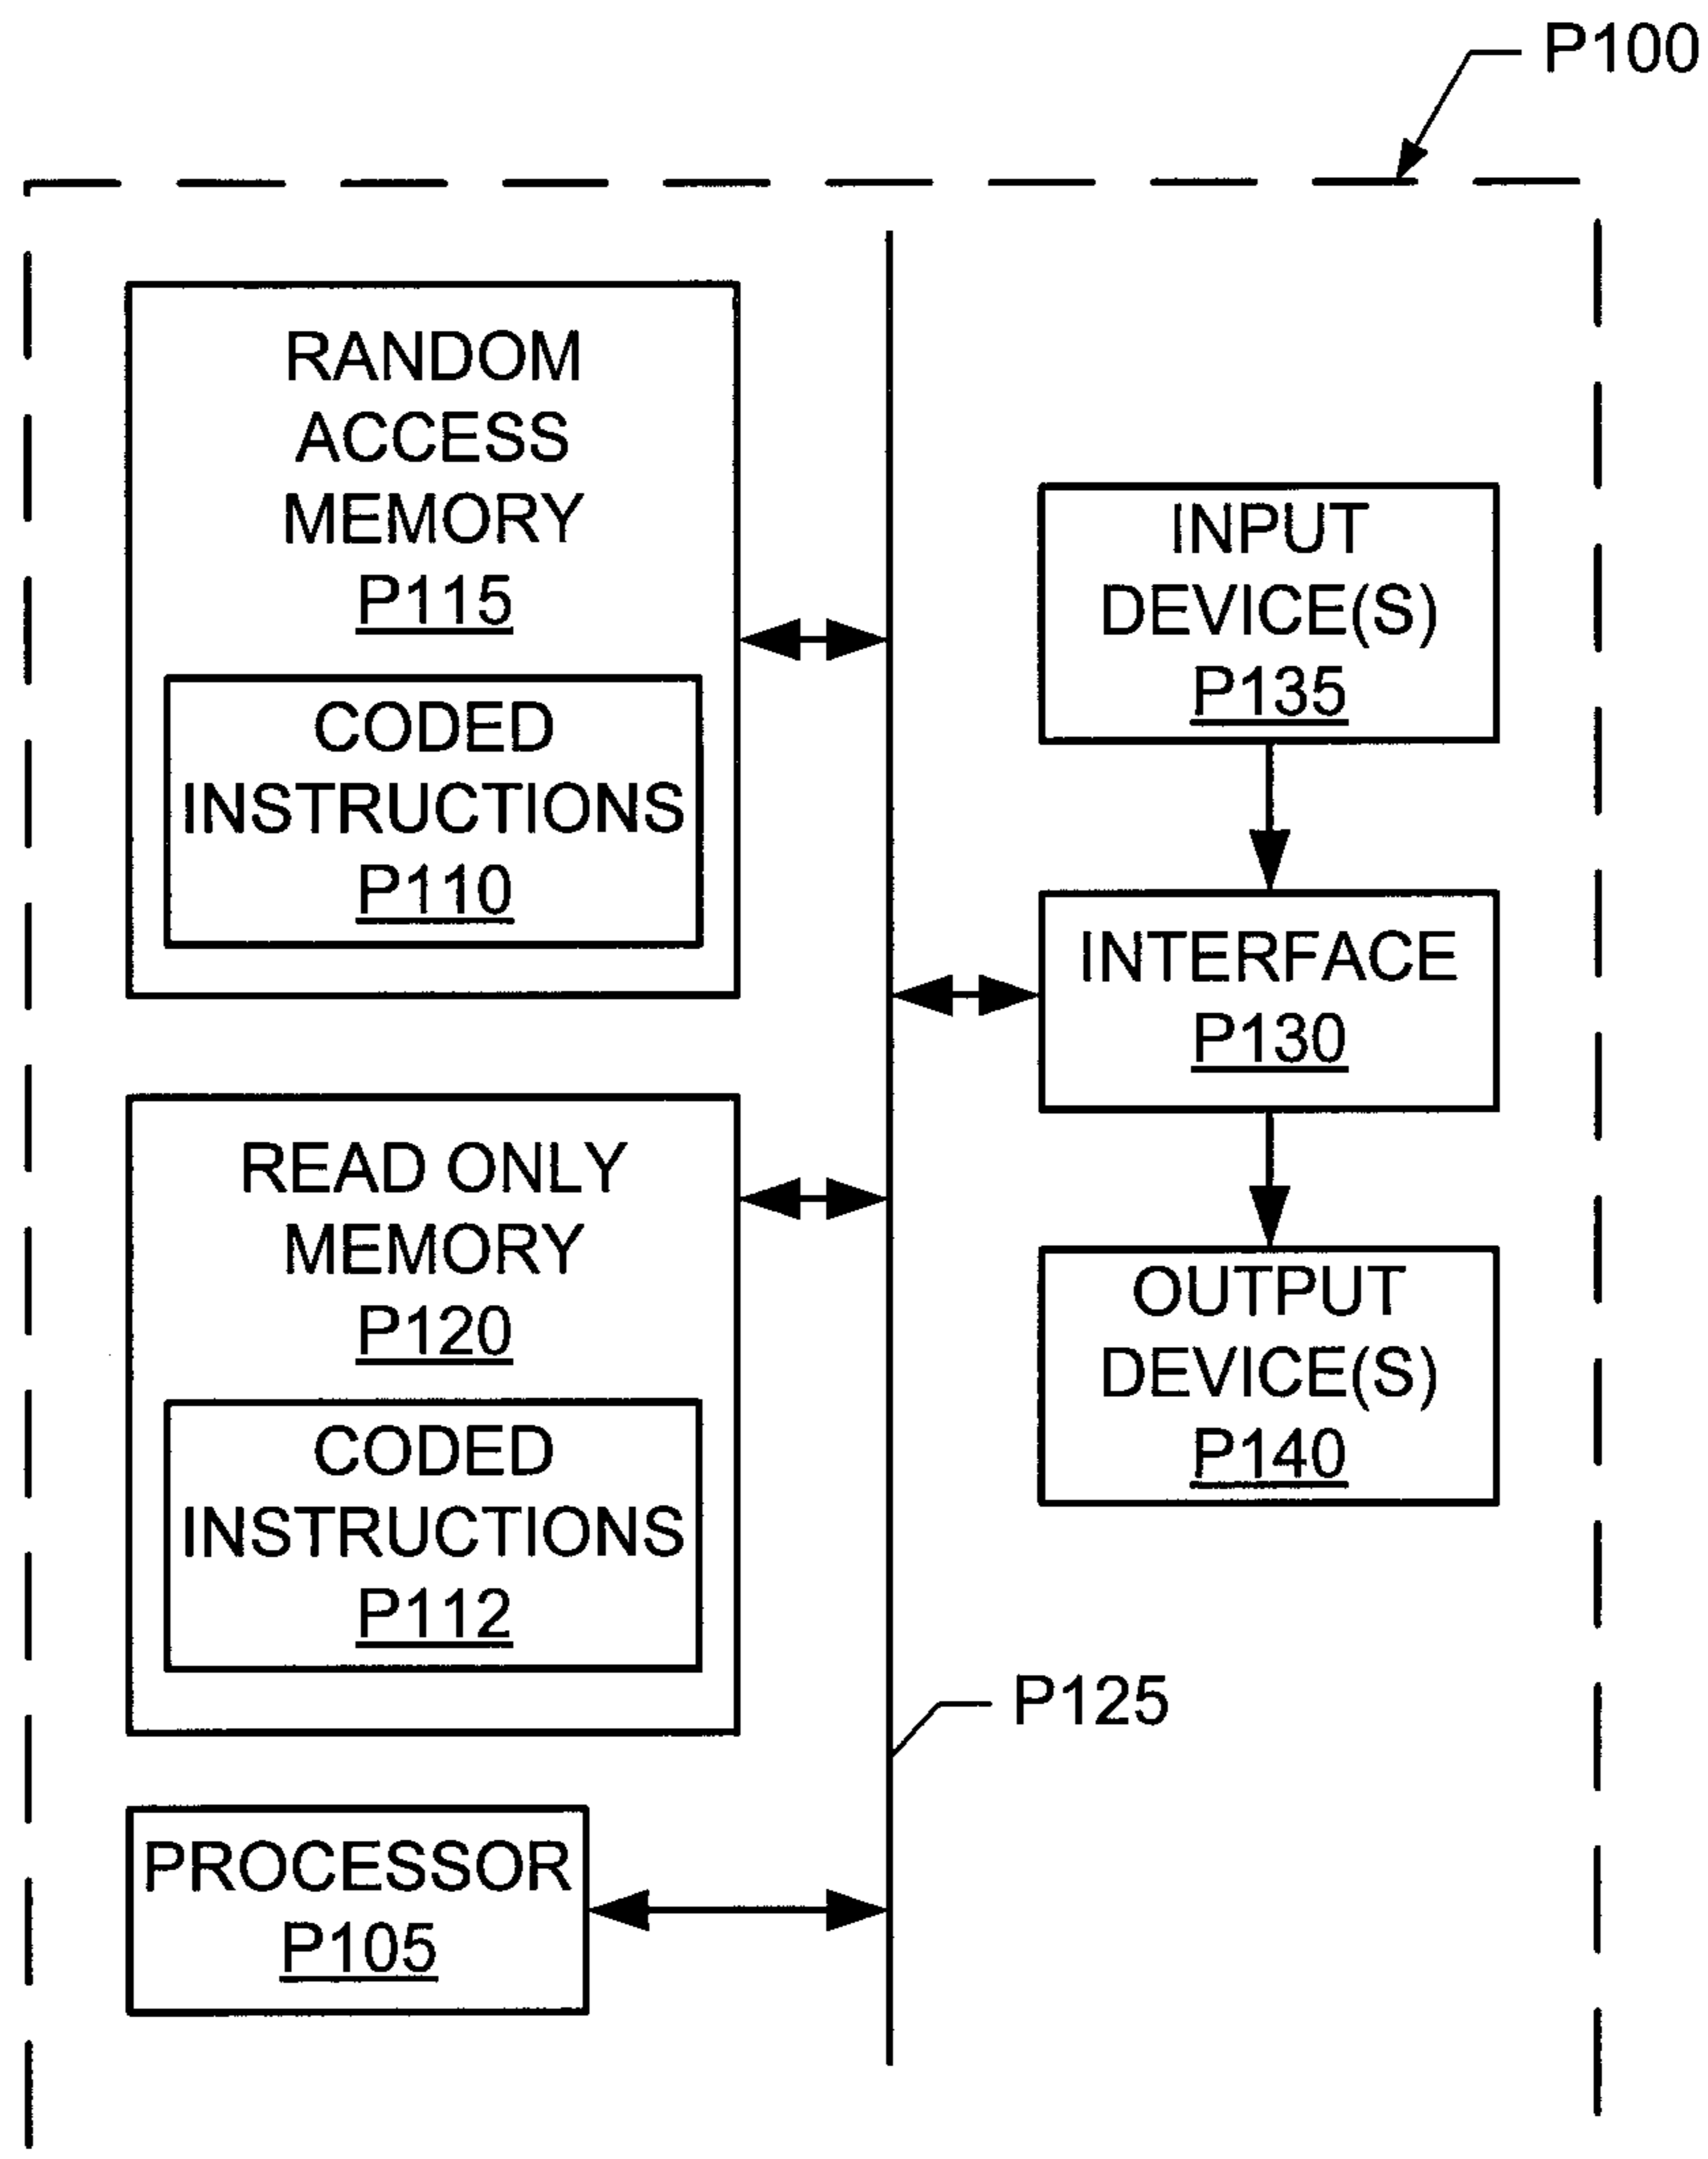 P100
RANDOM
ACCESS
MEMORY
P115
CODED
INSTRUCTIONS
P110
READ ONLY
MEMORY
P120
CODED
INSTRUCTIONS
P112
PROCESSOR
P105
INPUT
DEVICE(S)
P135
INTERFACE
P130
OUTPUT
DEVICE(S)
P140
P125